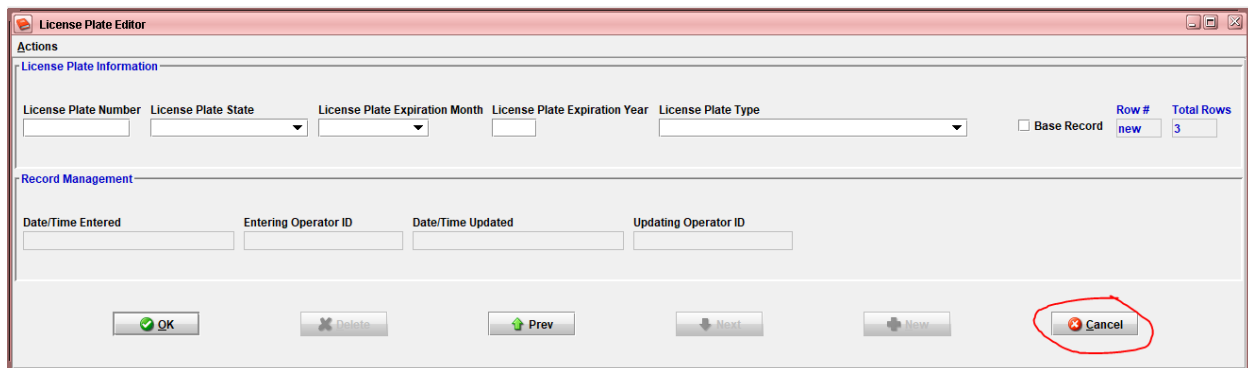 License Plate Editor
Actions
License Plate Information
License Plate Number License Plate State License Plate Expiration Month License Plate Expiration Year License Plate Type Base Record Row # Total Rows
new 3
Record Management
Date/Time Entered Entering Operator ID Date/Time Updated Updating Operator ID
OK Delete Prev Next New Cancel